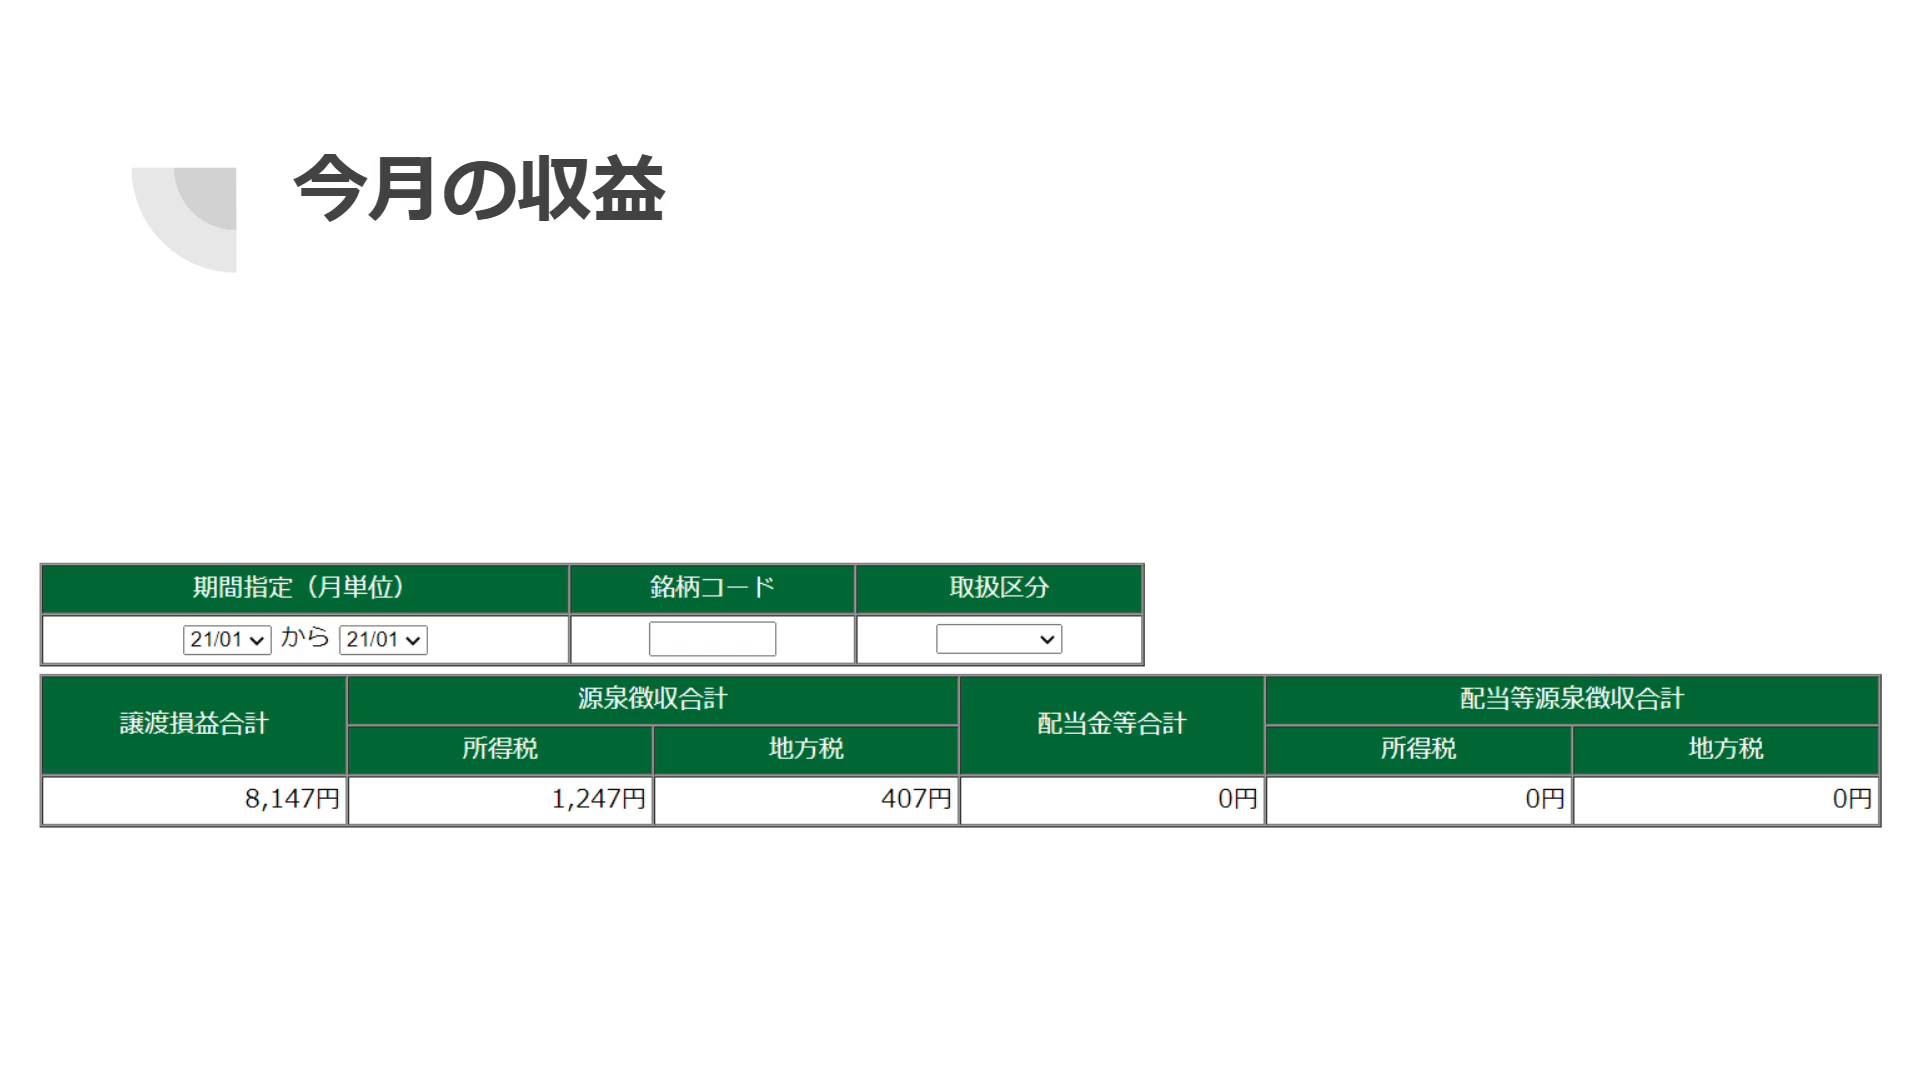 今月の収益
期間指定（月単位） 銘柄コード 取扱区分
21/01 から 21/01
譲渡損益合計 源泉徴収合計 配当金等合計 配当等源泉徴収合計
所得税 地方税 所得税 地方税
8,147円 1,247円 407円 0円 0円 0円